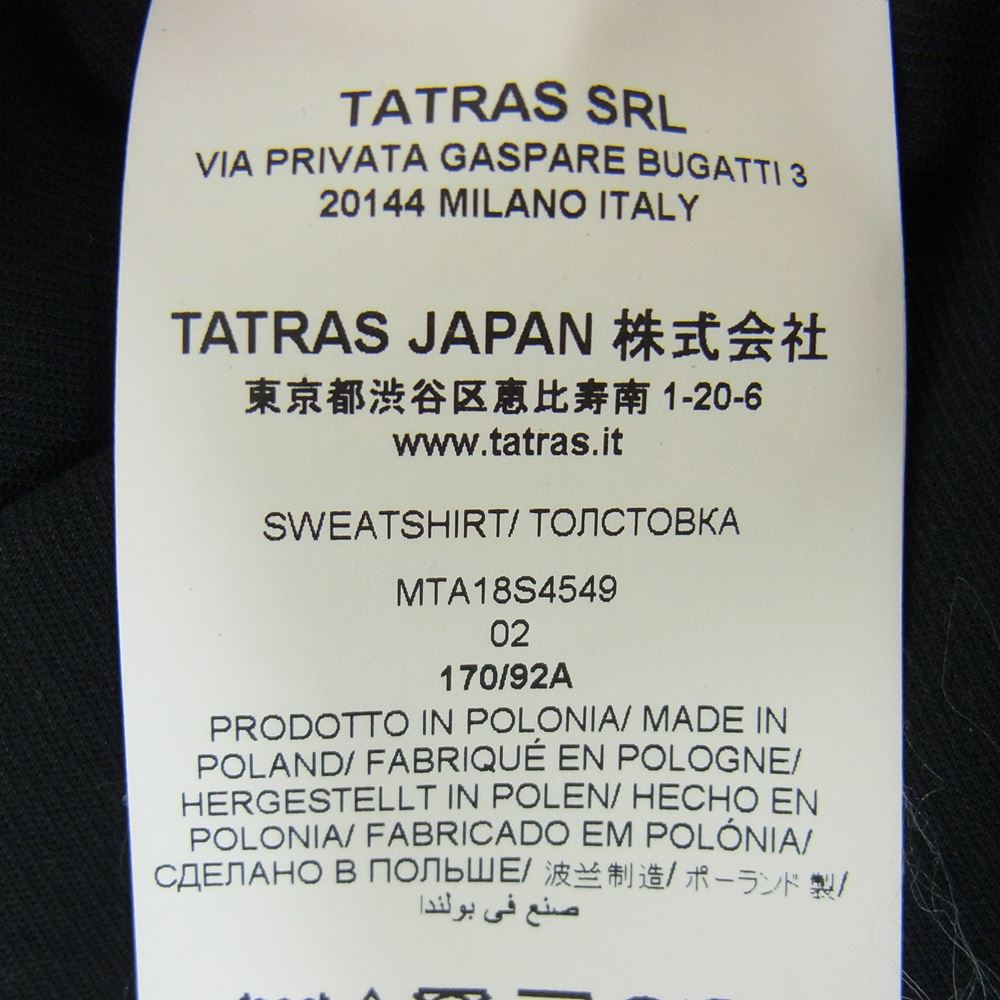 TATRAS SRL
VIA PRIVATA GASPARE BUGATTI 3
20144 MILANO ITALY
TATRAS JAPAN 株式会社
東京都渋谷区恵比寿南 1-20-6
www.tatras.it
SWEATSHIRT/ ТОЛСТОВКА
MTA18S4549
02
170/92A
PRODOTTO IN POLONIA/ MADE IN
POLAND/ FABRIQUÉ EN POLOGNE/
HERGESTELLT IN POLEN/ HECHO EN
POLONIA/ FABRICADO EM POLÓNIA/
СДЕЛАНО В ПОЛЬШЕ/ 波兰制造/ ポーランド 製/
صنع في بولندا